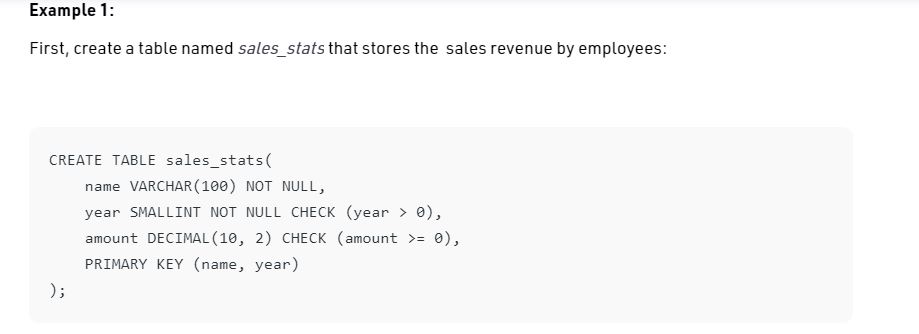 Example 1:
First, create a table named sales_stats that stores the sales revenue by employees:
CREATE TABLE sales_stats(
    name VARCHAR(100) NOT NULL,
    year SMALLINT NOT NULL CHECK (year > 0),
    amount DECIMAL(10, 2) CHECK (amount >= 0),
    PRIMARY KEY (name, year)
);